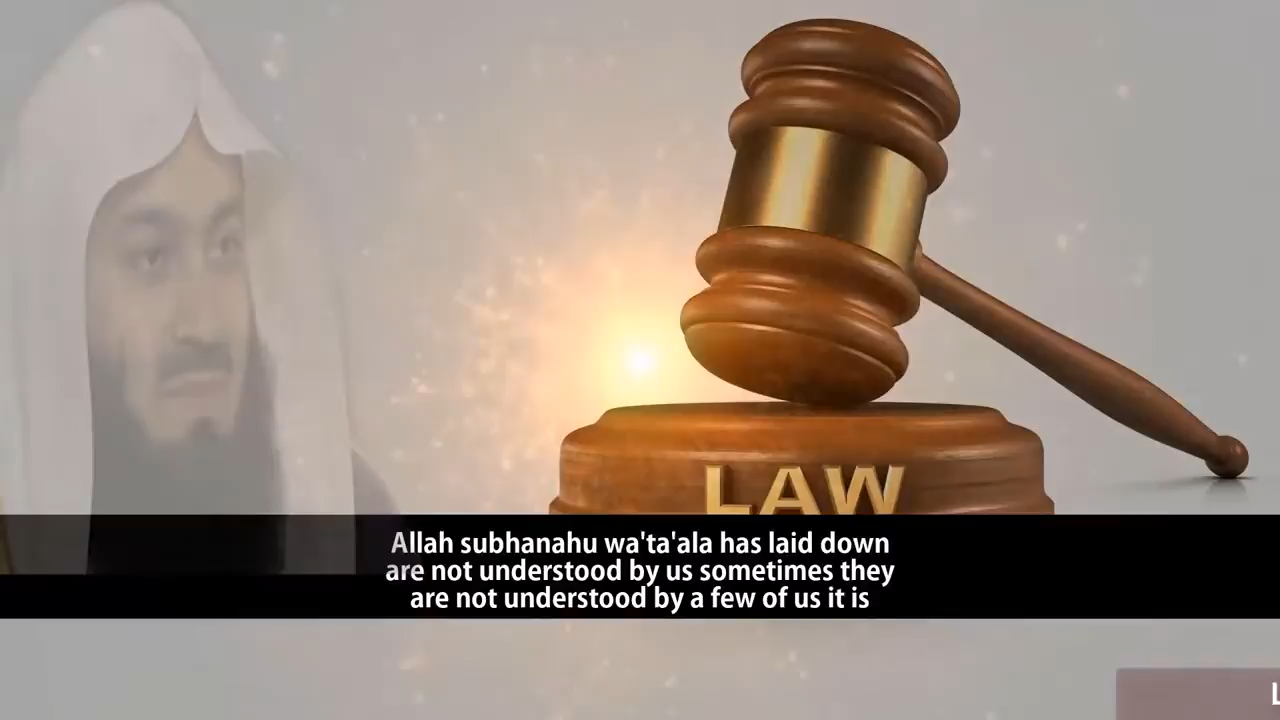 LAW
Allah subhanahu wa'ta'ala has laid down
are not understood by us sometimes they
are not understood by a few of us it is
L